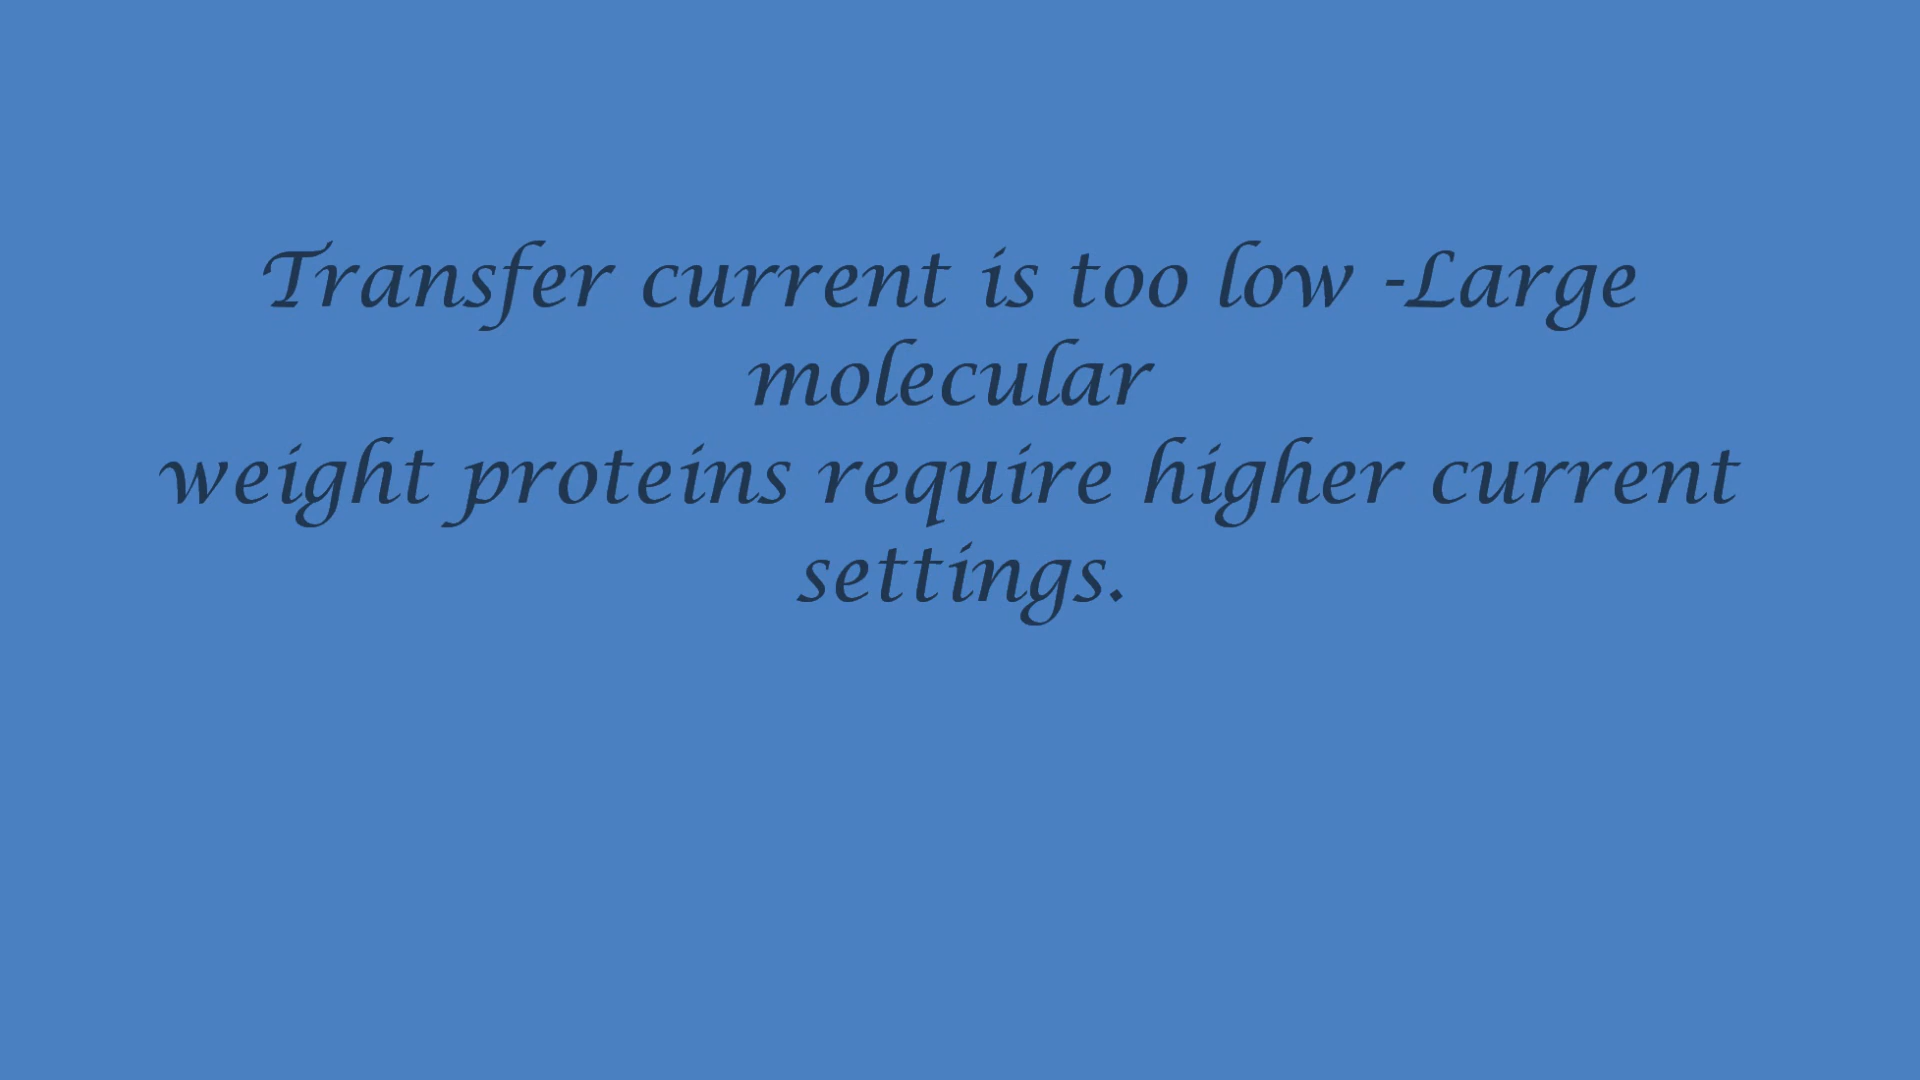 Transfer current is too low -Large
molecular
weight proteins require higher current
settings.